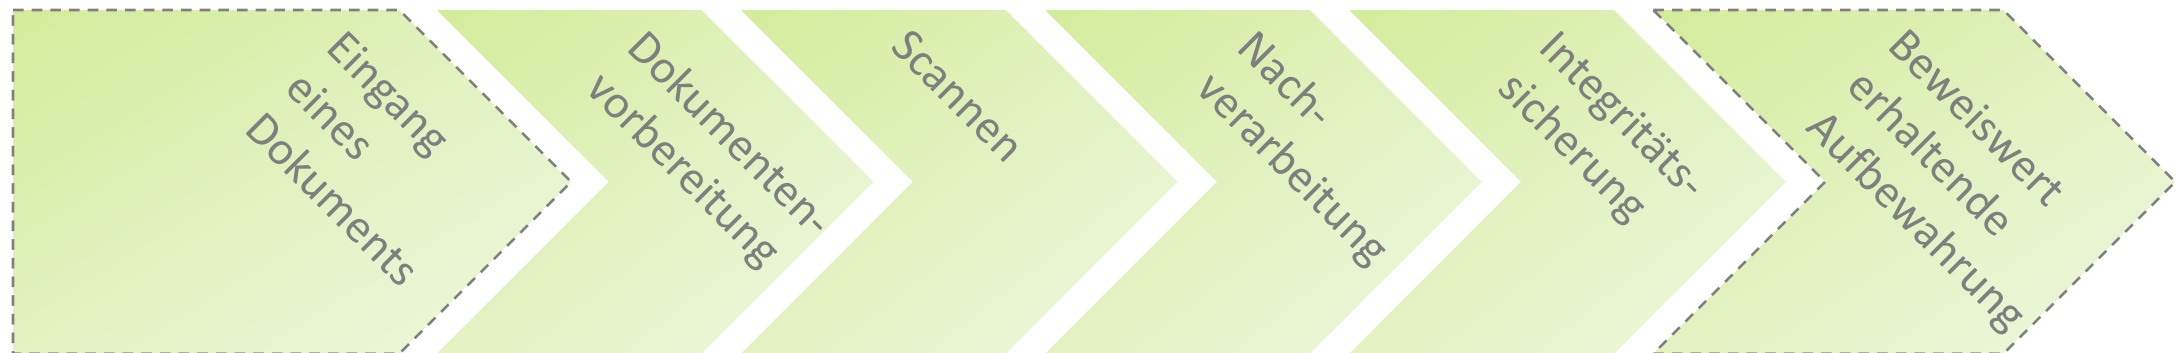 Eingang
eines
Dokuments
Dokumenten-
vorbereitung
Scannen
Nach-
verarbeitung
Integritäts-
sicherung
Beweiswert
erhaltende
Aufbewahrung